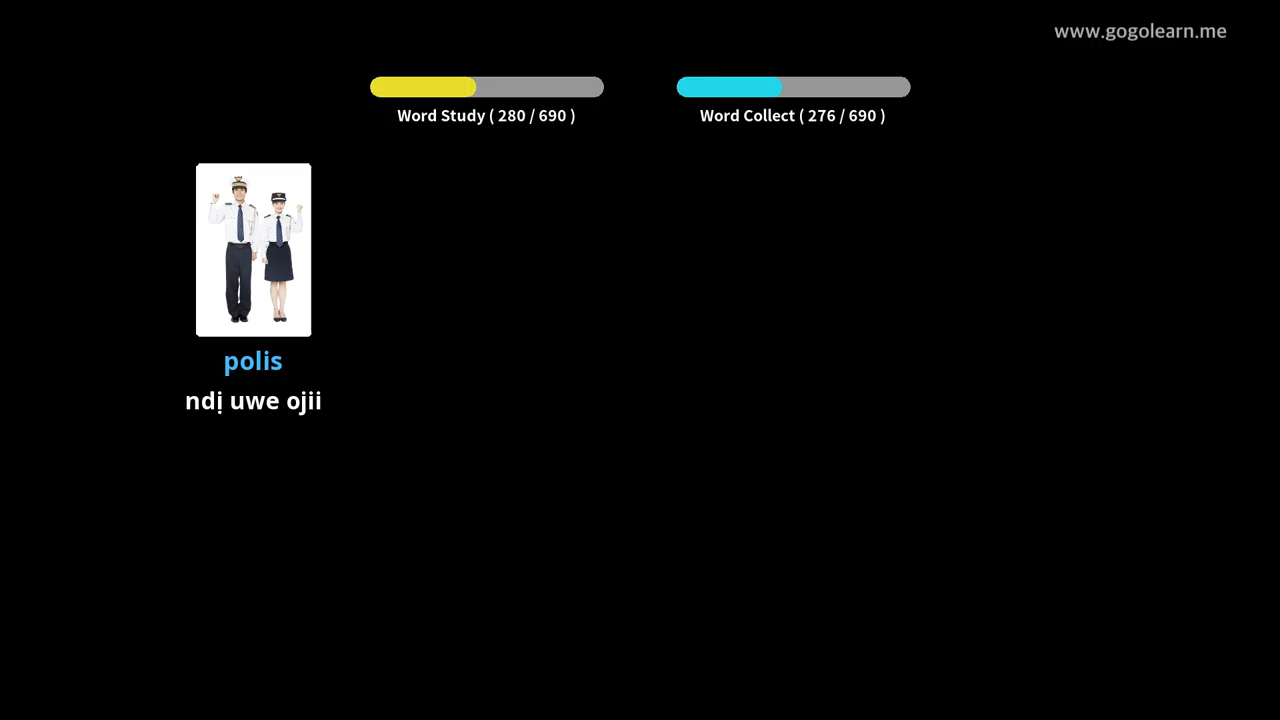 www.gogolearn.me
Word Study ( 280 / 690 )
Word Collect ( 276 / 690 )
polis
ndị uwe ojii